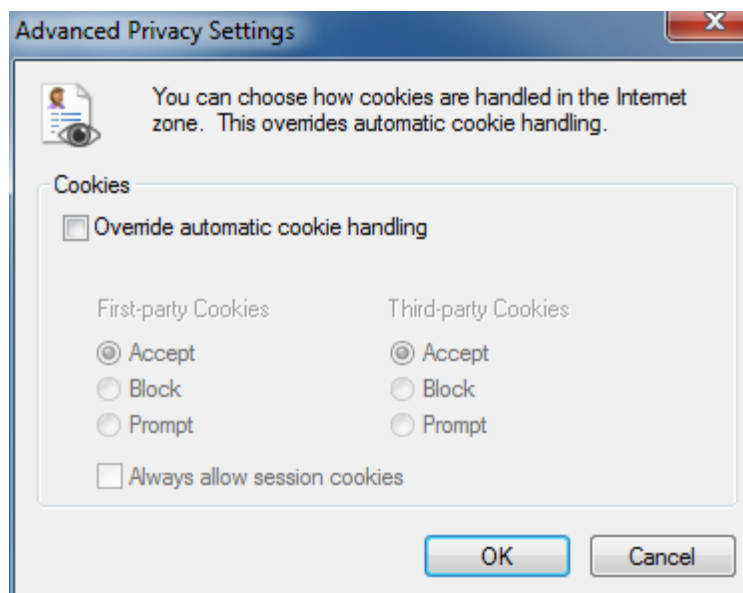 Advanced Privacy Settings
You can choose how cookies are handled in the Internet
zone.  This overrides automatic cookie handling.
Cookies
Override automatic cookie handling
First-party Cookies
Third-party Cookies
Accept
Accept
Block
Block
Prompt
Prompt
Always allow session cookies
OK
Cancel